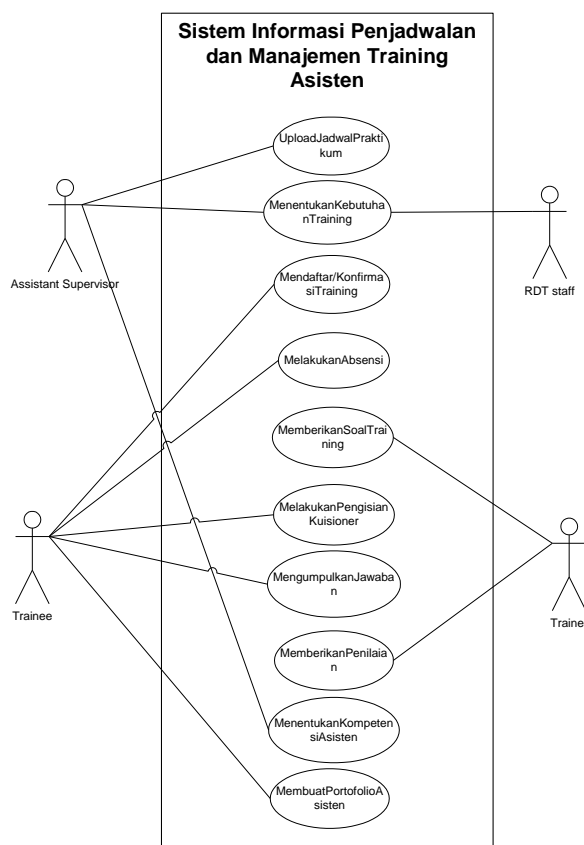 Sistem Informasi Penjadwalan
dan Manajemen Training
Asisten
UploadJadwalPrakti
kum
MenentukanKebutuha
nTraining
Assistant Supervisor
RDT staff
Mendaftar/Konfirma
siTraining
MelakukanAbsensi
MemberikanSoalTrai
ning
MelakukanPengisian
Kuisioner
MengumpulkanJawaba
n
Trainee
Traine
MemberikanPenilaia
n
MenentukanKompeten
siAsisten
MembuatPortofolioA
sisten